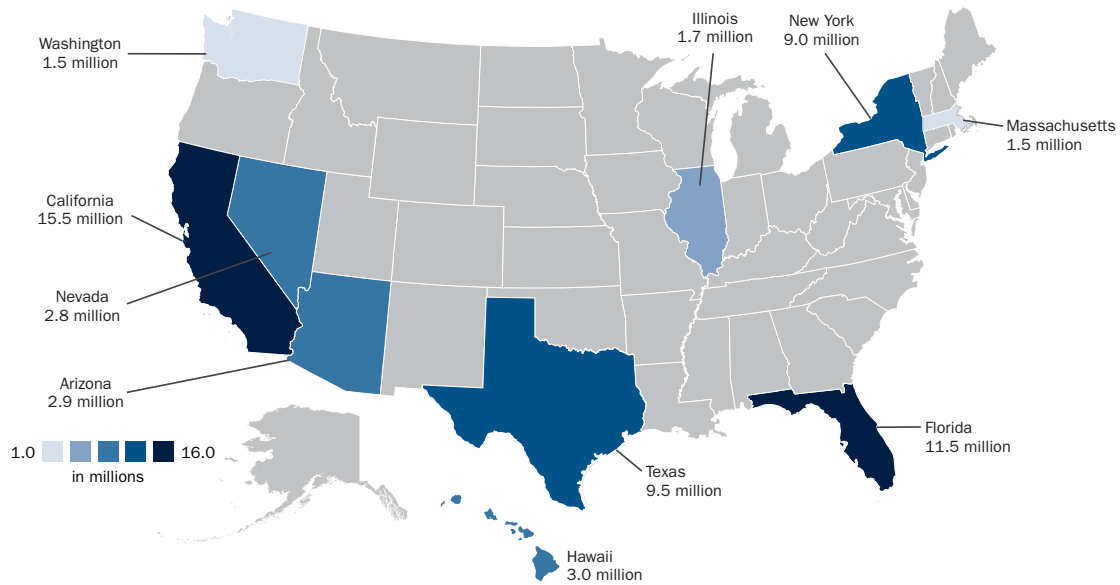 Illinois
1.7 million
New York
9.0 million
Washington
1.5 million
Massachusetts
1.5 million
California
15.5 million
Nevada
2.8 million
Arizona
2.9 million
Florida
11.5 million
1.0 16.0
in millions
Texas
9.5 million
Hawaii
3.0 million